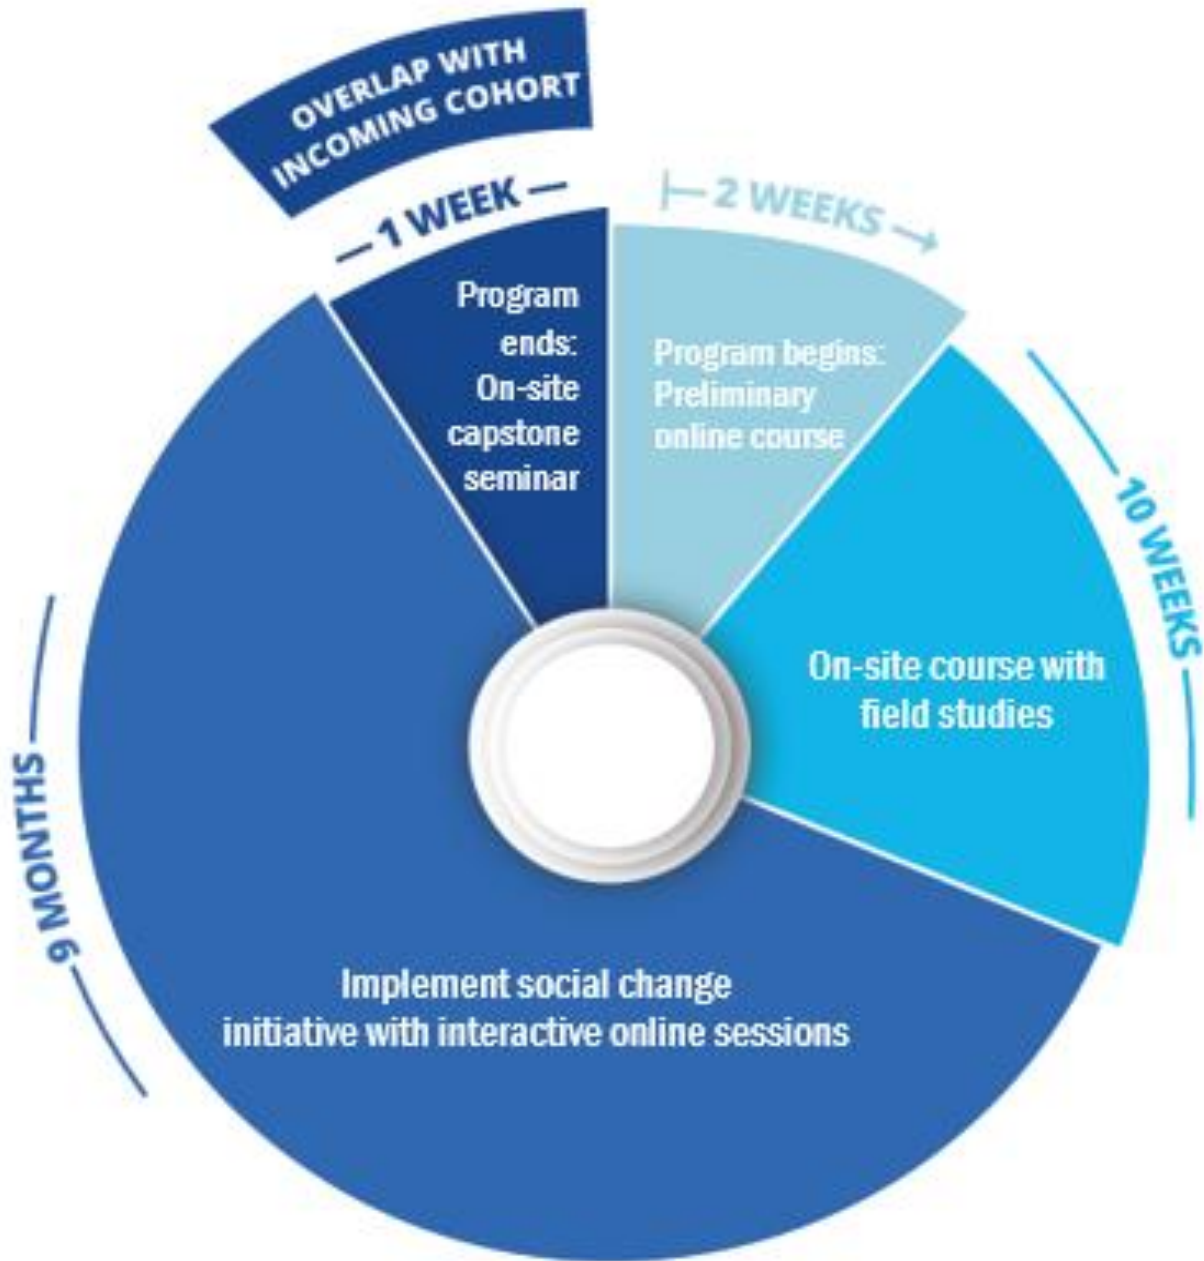 OVERLAP WITH
INCOMING COHORT
1 WEEK
2 WEEKS
Program
ends:
On-site
capstone
seminar
Program begins:
Preliminary
online course
10 WEEKS
On-site course with
field studies
9 MONTHS
Implement social change
initiative with interactive online sessions